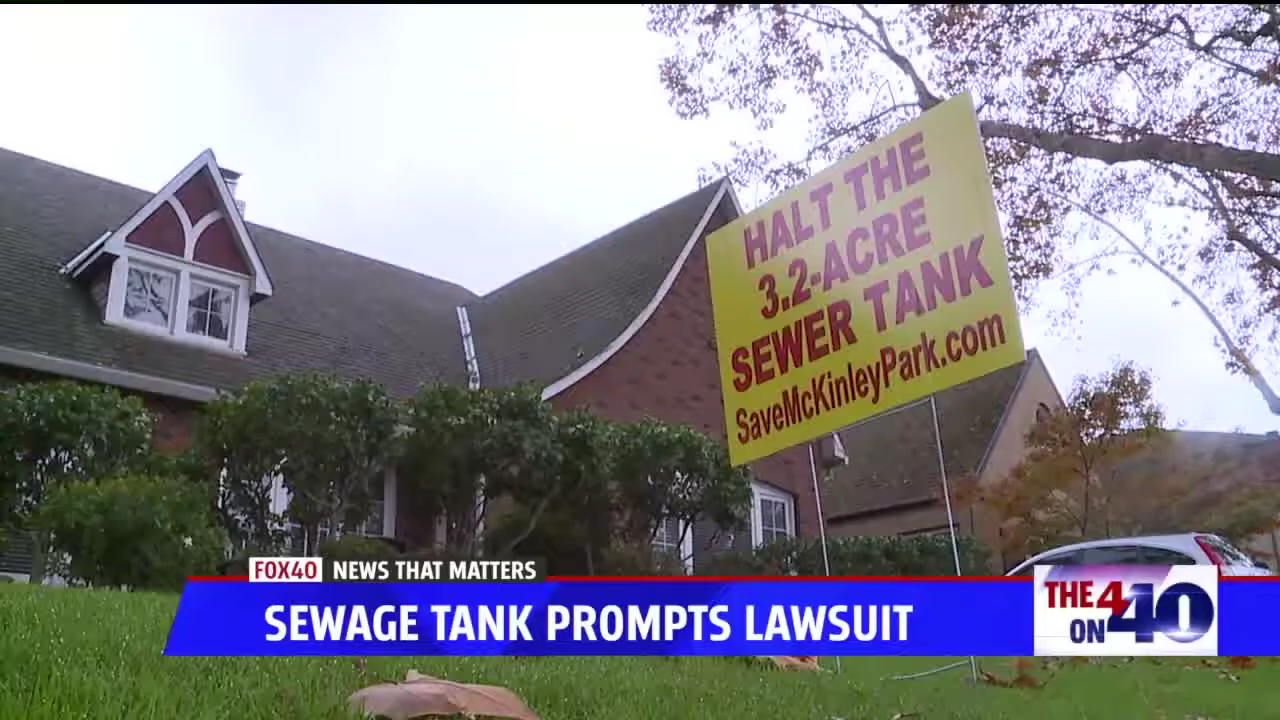 HALT THE
3.2-ACRE
SEWER TANK
SaveMcKinleyPark.com
FOX40 NEWS THAT MATTERS
SEWAGE TANK PROMPTS LAWSUIT
THE 4
ON 40